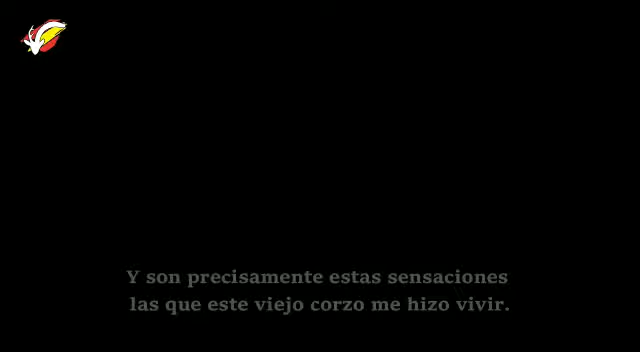 Y son precisamente estas sensaciones
las que este viejo corzo me hizo vivir.